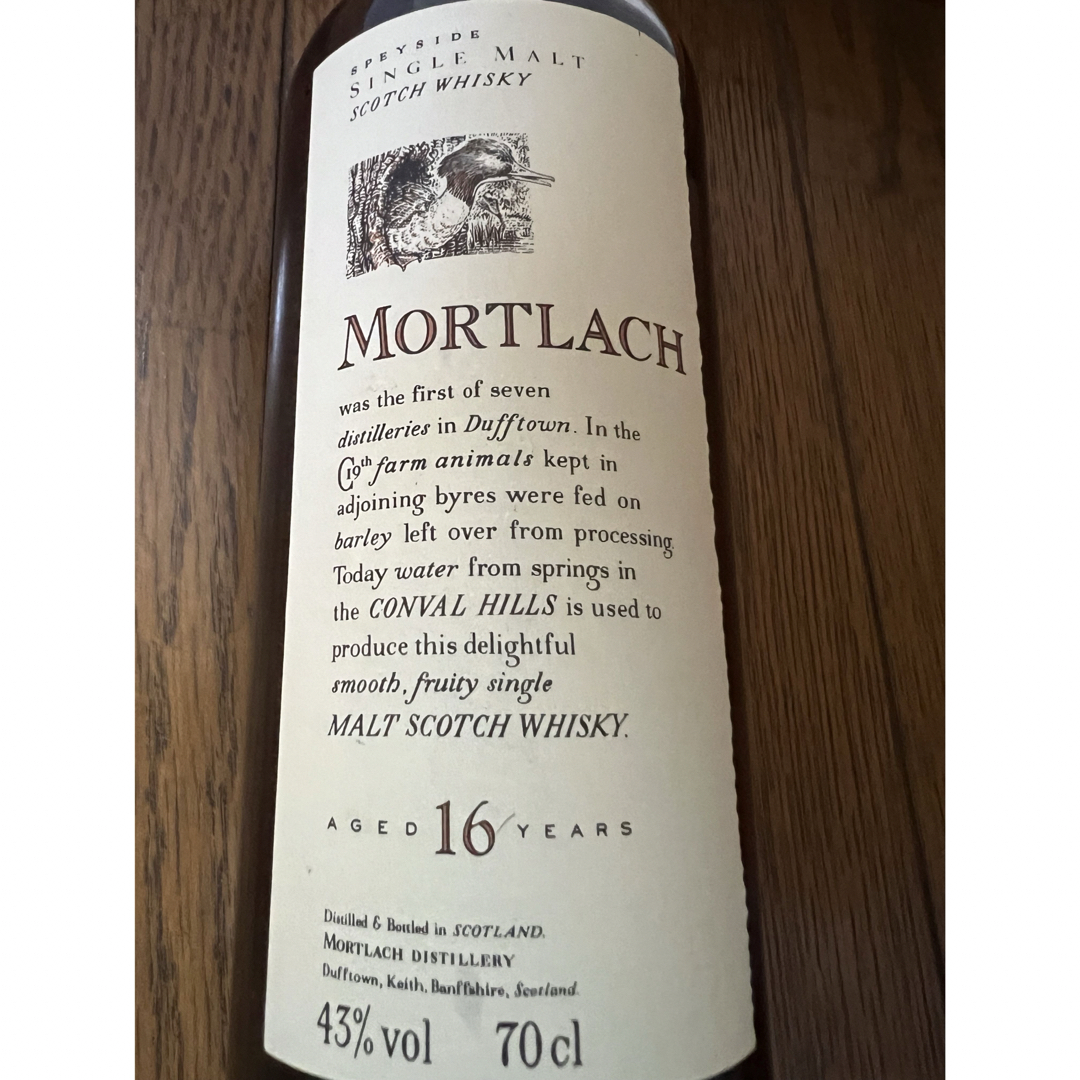 SPEYSIDE
SINGLE MALT
SCOTCH WHISKY
MORTLACH
was the first of seven
distilleries in Dufftown. In the
C19th farm animals kept in
adjoining byres were fed on
barley left over from processing.
Today water from springs in
the CONVAL HILLS is used to
produce this delightful
smooth, fruity single
MALT SCOTCH WHISKY.
AGED 16 YEARS
Distilled & Bottled in SCOTLAND.
MORTLACH DISTILLERY
Dufftown, Keith, Banffshire, Scotland.
43% vol 70 cl